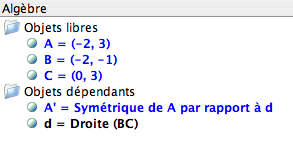 Algèbre
Objets libres
A = (-2, 3)
B = (-2, -1)
C = (0, 3)
Objets dépendants
A' = Symétrique de A par rapport à d
d = Droite (BC)